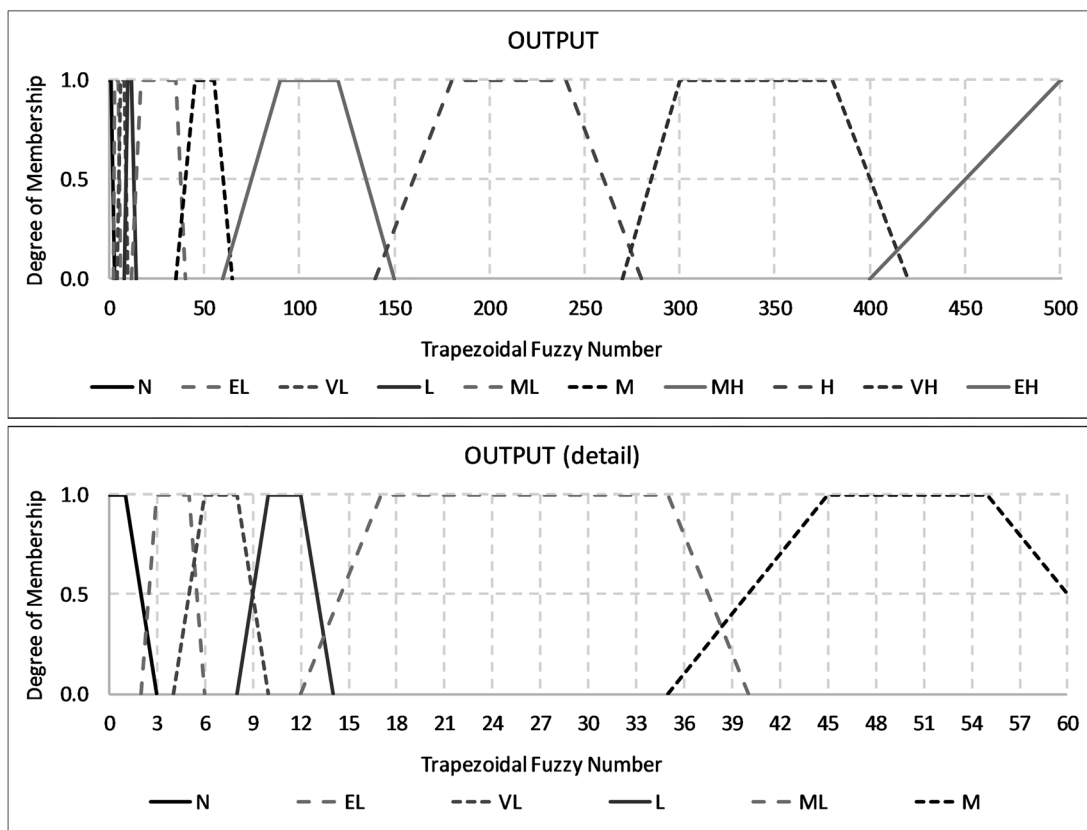 OUTPUT
Degree of Membership
1.0
0.5
0.0
0 50 100 150 200 250 300 350 400 450 500
Trapezoidal Fuzzy Number
N EL VL L ML M MH H VH EH
OUTPUT (detail)
Degree of Membership
1.0
0.5
0.0
0 3 6 9 12 15 18 21 24 27 30 33 36 39 42 45 48 51 54 57 60
Trapezoidal Fuzzy Number
N EL VL L ML M